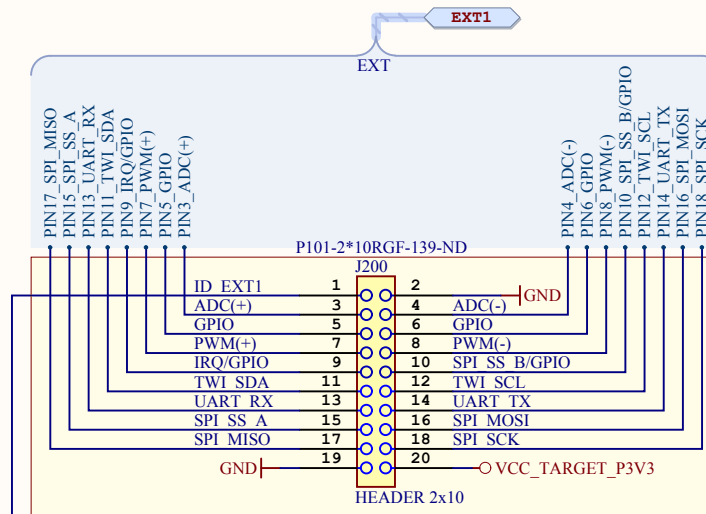 EXT1
EXT
PIN17_SPI_MISO
PIN15_SPI_SS_A
PIN13_UART_RX
PIN11_TWI_SDA
PIN9_IRQ/GPIO
PIN7_PWM(+)
PIN5_GPIO
PIN3_ADC(+)
PIN4_ADC(-)
PIN6_GPIO
PIN8_PWM(-)
PIN10_SPI_SS_B/GPIO
PIN12_TWI_SCL
PIN14_UART_TX
PIN16_SPI_MOSI
PIN18_SPI_SCK
P101-2*10RGF-139-ND
J200
ID_EXT1 1 2 GND
ADC(+) 3 4 ADC(-)
GPIO 5 6 GPIO
PWM(+) 7 8 PWM(-)
IRQ/GPIO 9 10 SPI_SS_B/GPIO
TWI_SDA 11 12 TWI_SCL
UART_RX 13 14 UART_TX
SPI_SS_A 15 16 SPI_MOSI
SPI_MISO 17 18 SPI_SCK
GND 19 20 VCC_TARGET_P3V3
HEADER 2x10